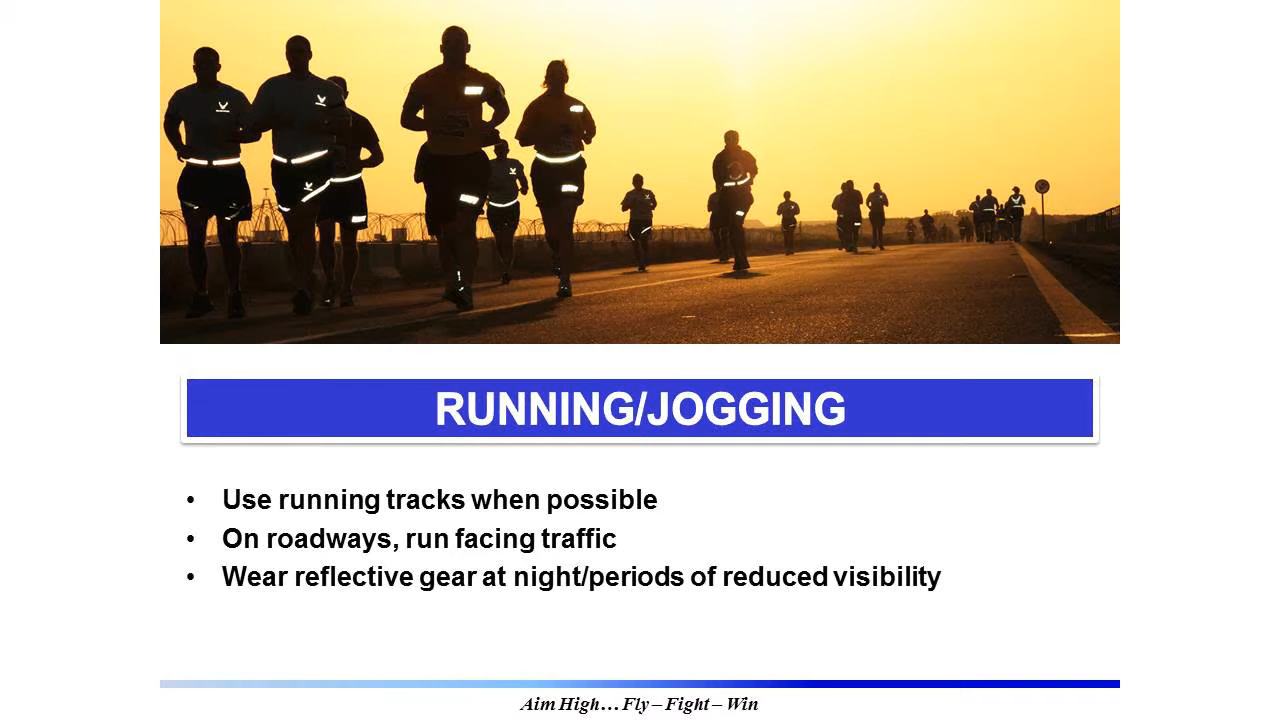 RUNNING/JOGGING
• Use running tracks when possible
• On roadways, run facing traffic
• Wear reflective gear at night/periods of reduced visibility
Aim High… Fly – Fight – Win